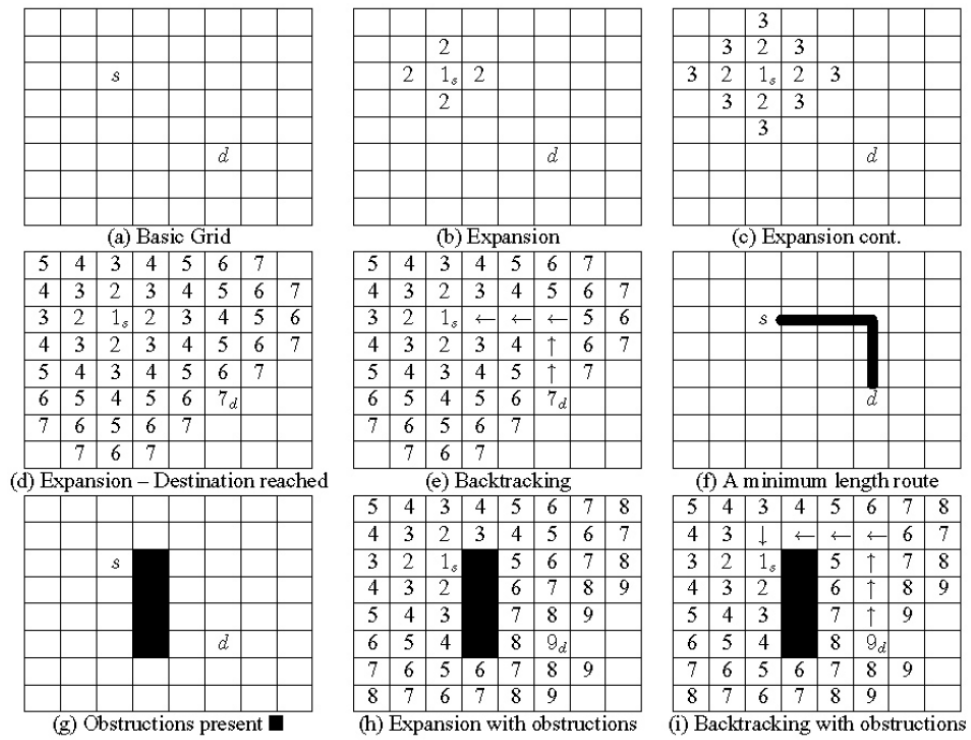 s
d
(a) Basic Grid
2
2 1s 2
2
d
(b) Expansion
3
3 2 3
3 2 1s 2 3
3 2 3
3
d
(c) Expansion cont.
5 4 3 4 5 6 7
4 3 2 3 4 5 6 7
3 2 1s 2 3 4 5 6
4 3 2 3 4 5 6 7
5 4 3 4 5 6 7
6 5 4 5 6 7d
7 6 5 6 7
7 6 7
(d) Expansion – Destination reached
5 4 3 4 5 6 7
4 3 2 3 4 5 6 7
3 2 1s ← ← ← 5 6
4 3 2 3 4 ↑ 6 7
5 4 3 4 5 ↑ 7
6 5 4 5 6 7d
7 6 5 6 7
7 6 7
(e) Backtracking
s
d
(f) A minimum length route
s
d
(g) Obstructions present ■
5 4 3 4 5 6 7 8
4 3 2 3 4 5 6 7
3 2 1s 5 6 7 8
4 3 2 6 7 8 9
5 4 3 7 8 9
6 5 4 8 9d
7 6 5 6 7 8 9
8 7 6 7 8 9
(h) Expansion with obstructions
5 4 3 4 5 6 7 8
4 3 ↓ ← ← ← 6 7
3 2 1s 5 ↑ 7 8
4 3 2 6 ↑ 8 9
5 4 3 7 ↑ 9
6 5 4 8 9d
7 6 5 6 7 8 9
8 7 6 7 8 9
(i) Backtracking with obstructions